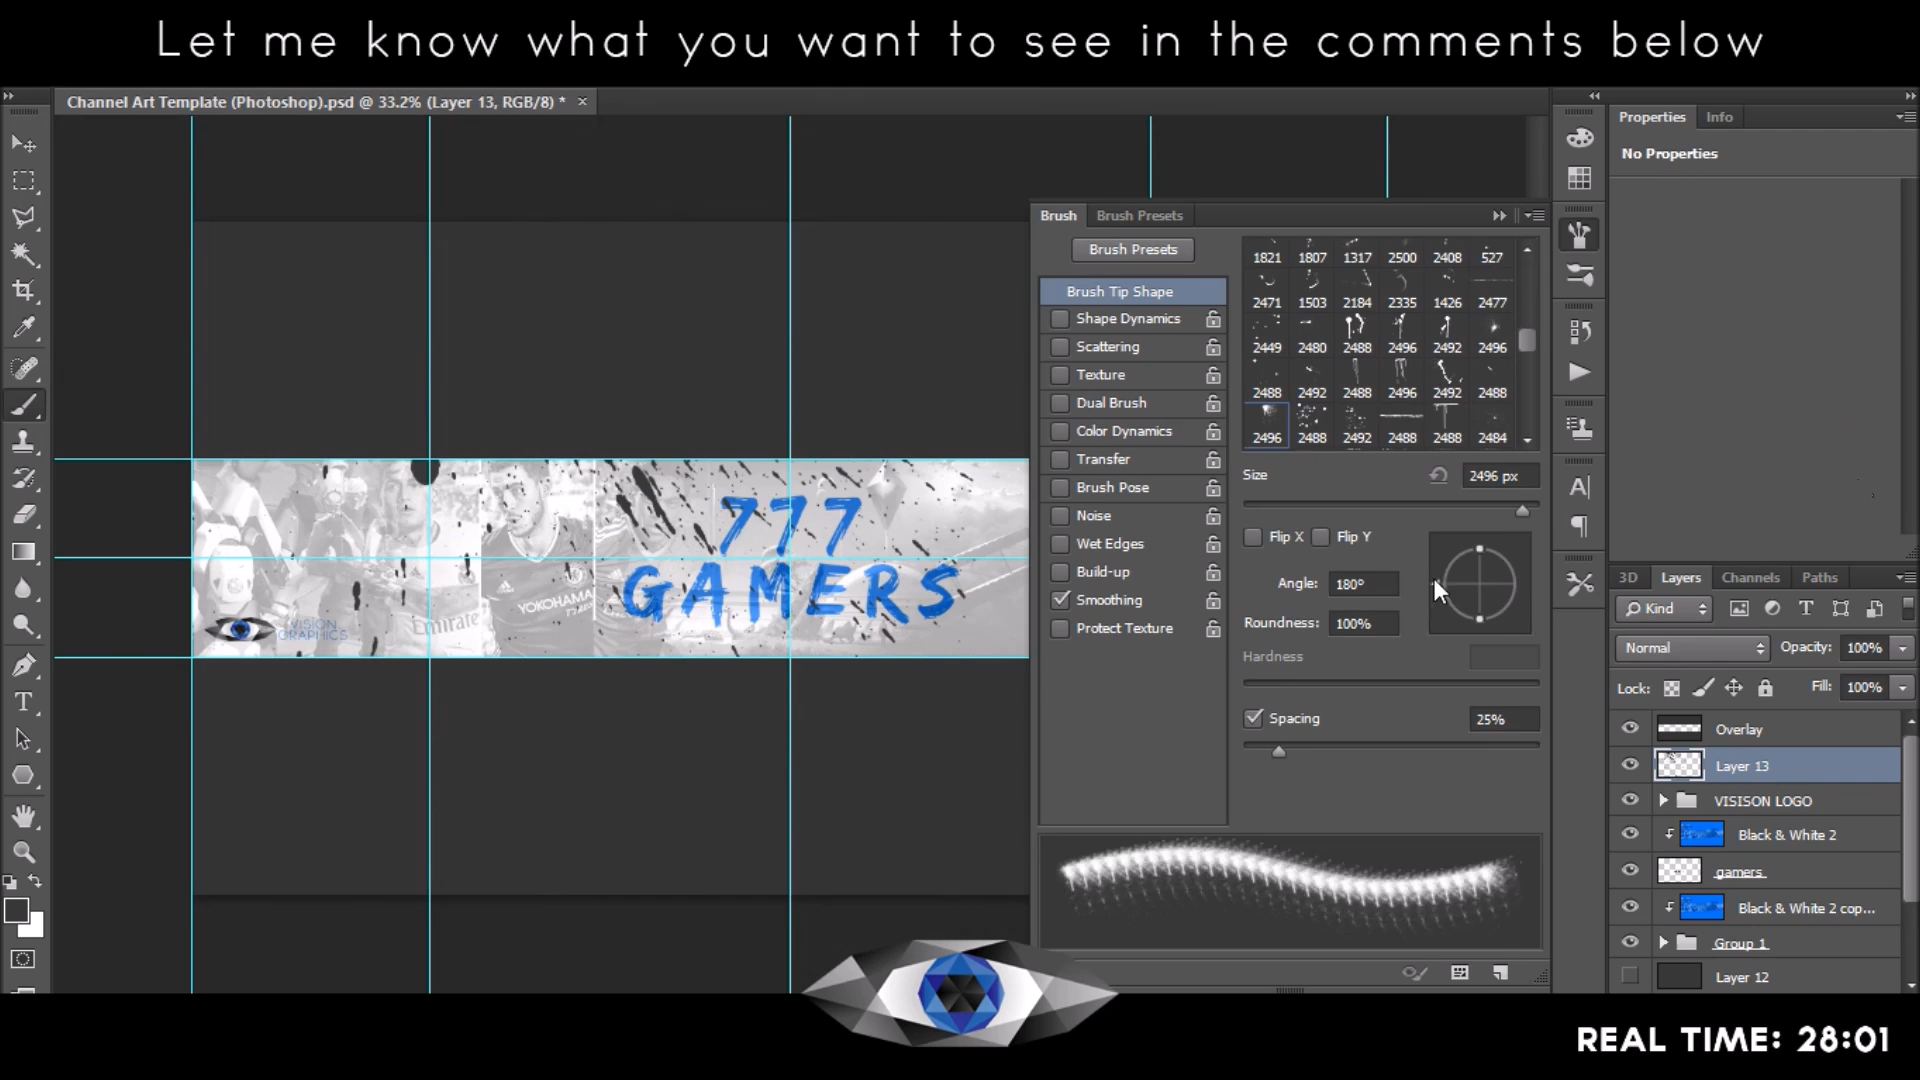 Let me know what you want to see in the comments below
Channel Art Template (Photoshop).psd @ 33.2% (Layer 13, RGB/8) *
Properties Info
No Properties
Brush Brush Presets
Brush Presets
Brush Tip Shape
Shape Dynamics
Scattering
Texture
Dual Brush
Color Dynamics
Transfer
Brush Pose
Noise
Wet Edges
Build-up
Smoothing
Protect Texture
1821 1807 1317 2500 2408 527
2471 1503 2184 2335 1426 2477
2449 2480 2488 2496 2492 2496
2488 2492 2488 2496 2492 2488
2496 2488 2492 2488 2488 2484
Size 2496 px
Flip X Flip Y
Angle: 180º
Roundness: 100%
Hardness
Spacing 25%
777
GAMERS
YOKOHAMA
TYRES
Emirates
VISION
GRAPHICS
3D Layers Channels Paths
Kind
Normal Opacity: 100%
Lock: Fill: 100%
Overlay
Layer 13
VISISON LOGO
Black & White 2
gamers
Black & White 2 cop...
Group 1
Layer 12
REAL TIME: 28:01